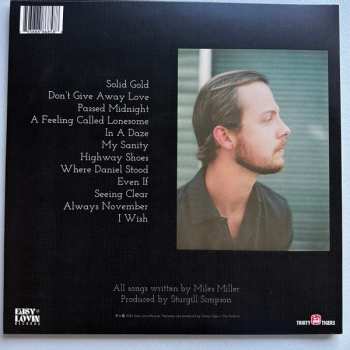 Solid Gold
Don't Give Away Love
Passed Midnight
A Feeling Called Lonesome
In A Daze
My Sanity
Highway Shoes
Where Daniel Stood
Even If
Seeing Clear
Always November
I Wish
All songs written by Miles Miller
Produced by Sturgill Simpson
EASY
LOVIN
RECORDS
THIRTY TIGERS